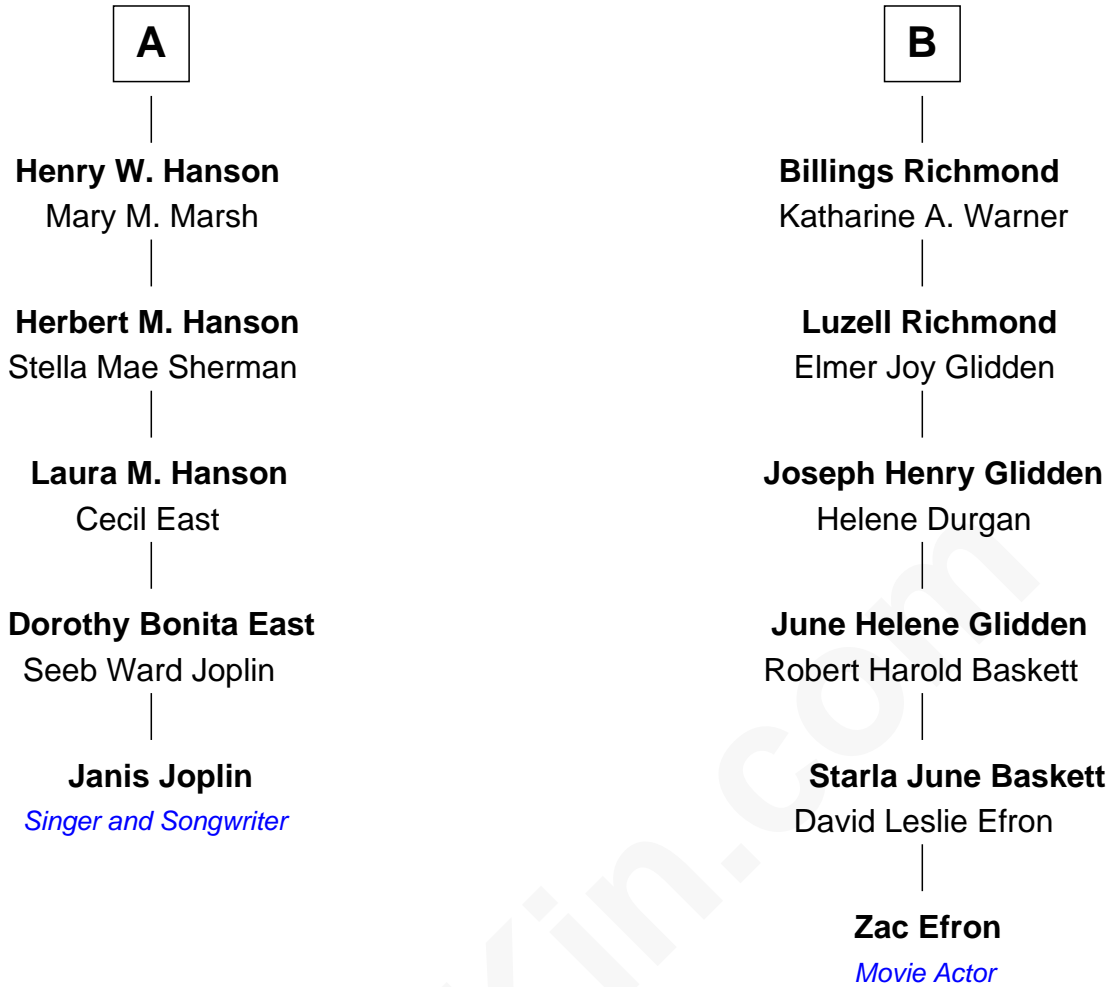 A
Henry W. Hanson
Mary M. Marsh
Herbert M. Hanson
Stella Mae Sherman
Laura M. Hanson
Cecil East
Dorothy Bonita East
Seeb Ward Joplin
Janis Joplin
Singer and Songwriter
B
Billings Richmond
Katharine A. Warner
Luzell Richmond
Elmer Joy Glidden
Joseph Henry Glidden
Helene Durgan
June Helene Glidden
Robert Harold Baskett
Starla June Baskett
David Leslie Efron
Zac Efron
Movie Actor